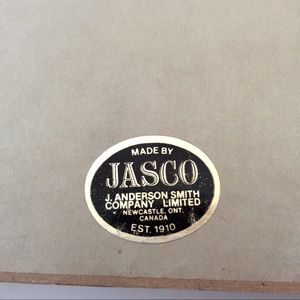 MADE BY
JASCO
J. ANDERSON SMITH
COMPANY LIMITED
NEWCASTLE, ONT.
CANADA
EST. 1910